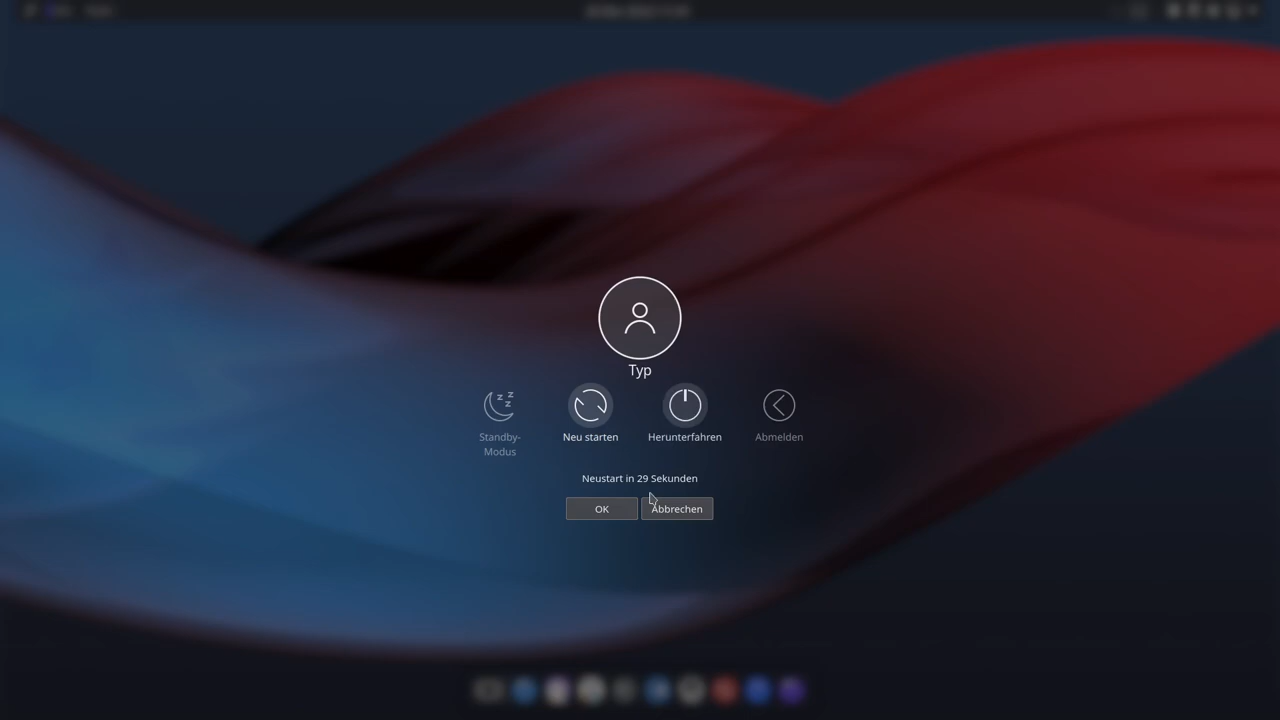 Typ
Standby-
Modus
Neu starten
Herunterfahren
Abmelden
Neustart in 29 Sekunden
OK
Abbrechen